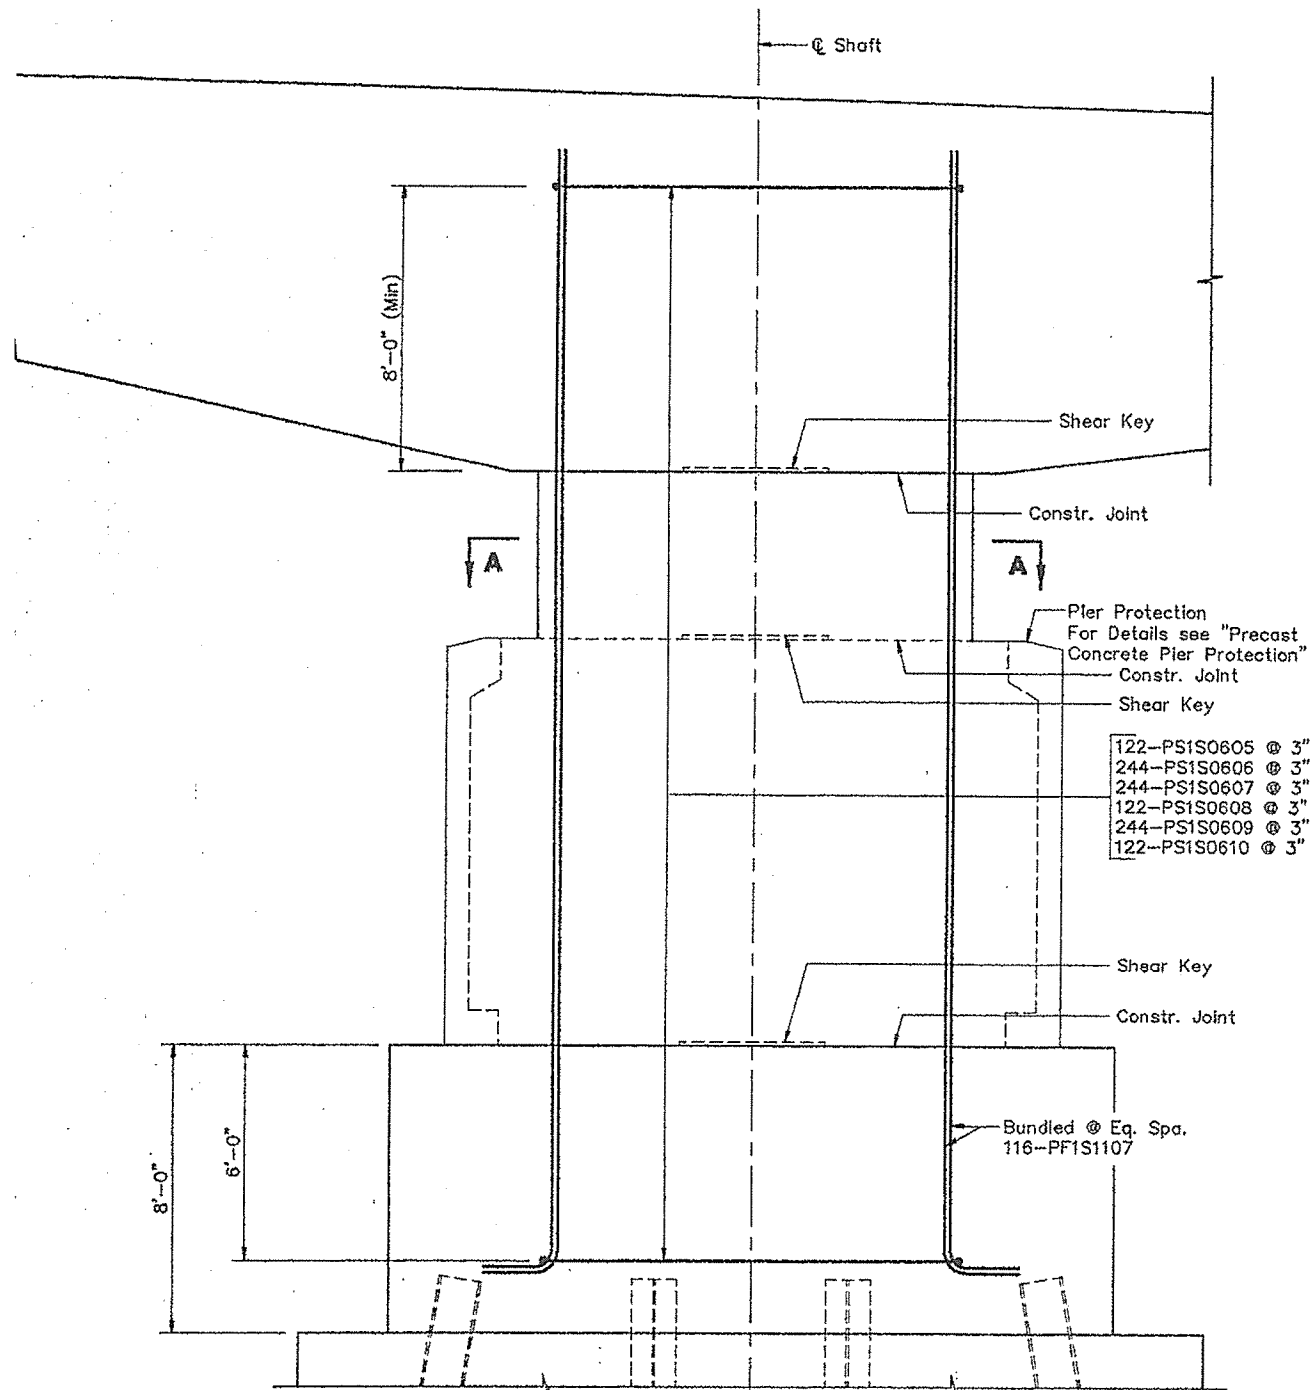 ℄ Shaft
8'-0" (Min)
Shear Key
Constr. Joint
A
A
Pier Protection
For Details see "Precast
Concrete Pier Protection"
Constr. Joint
Shear Key
122-PS1S0605 @ 3"
244-PS1S0606 @ 3"
244-PS1S0607 @ 3"
122-PS1S0608 @ 3"
244-PS1S0609 @ 3"
122-PS1S0610 @ 3"
Shear Key
Constr. Joint
8'-0"
6'-0"
Bundled @ Eq. Spa.
116-PF1S1107